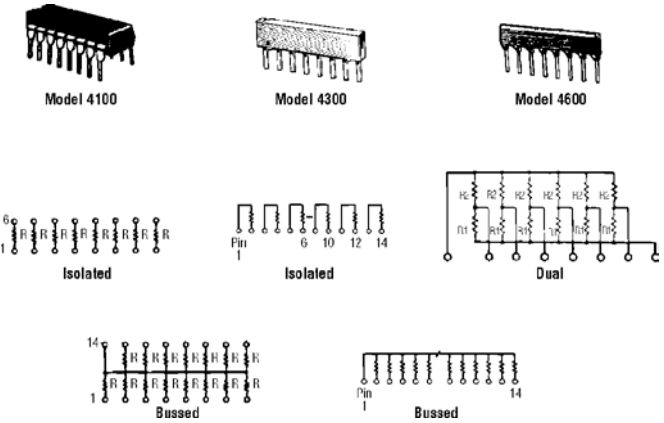 Model 4100
Model 4300
Model 4600
6
1
R R R R R R R R
Isolated
Pin
1
6 10 12 14
Isolated
R2 R2 R2 R2 R2 R2
R1 R1 R1 R1 R1 R1
Dual
14
R R R R R R R
1
R R R R R R R R
Bussed
Pin
1
14
Bussed